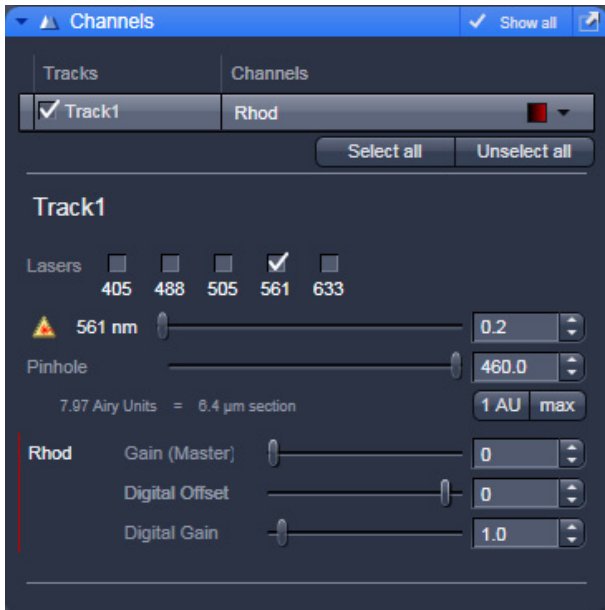 Channels Show all
Tracks Channels
Track1 Rhod
Select all Unselect all
Track1
Lasers
405 488 505 561 633
561 nm 0.2
Pinhole 460.0
7.97 Airy Units = 6.4 µm section 1 AU max
Rhod Gain (Master) 0
Digital Offset 0
Digital Gain 1.0